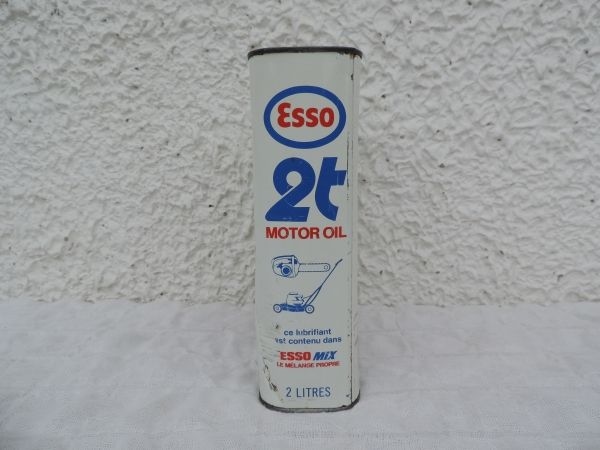 Esso
2t
MOTOR OIL
ce lubrifiant
est contenu dans
ESSO MiX
LE MÉLANGE PROPRE
2 LITRES